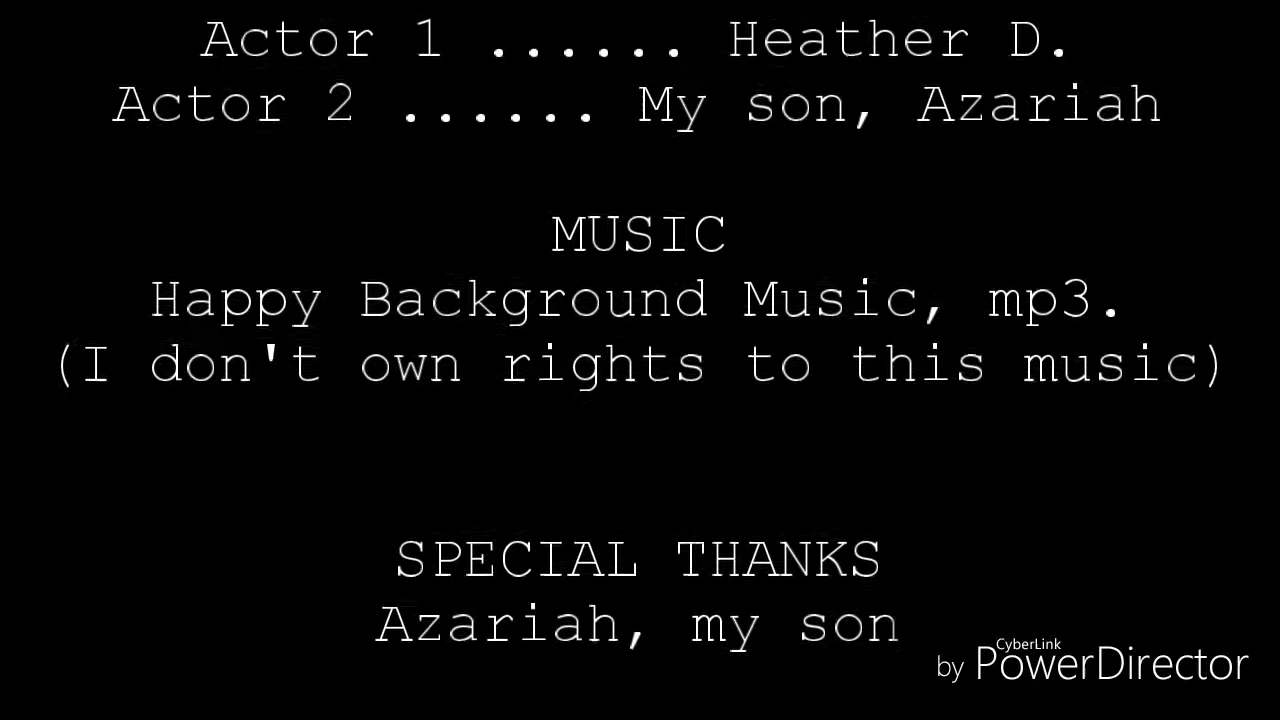 Actor 1 ...... Heather D.
Actor 2 ...... My son, Azariah
MUSIC
Happy Background Music, mp3.
(I don't own rights to this music)
SPECIAL THANKS
Azariah, my son
CyberLink
by PowerDirector